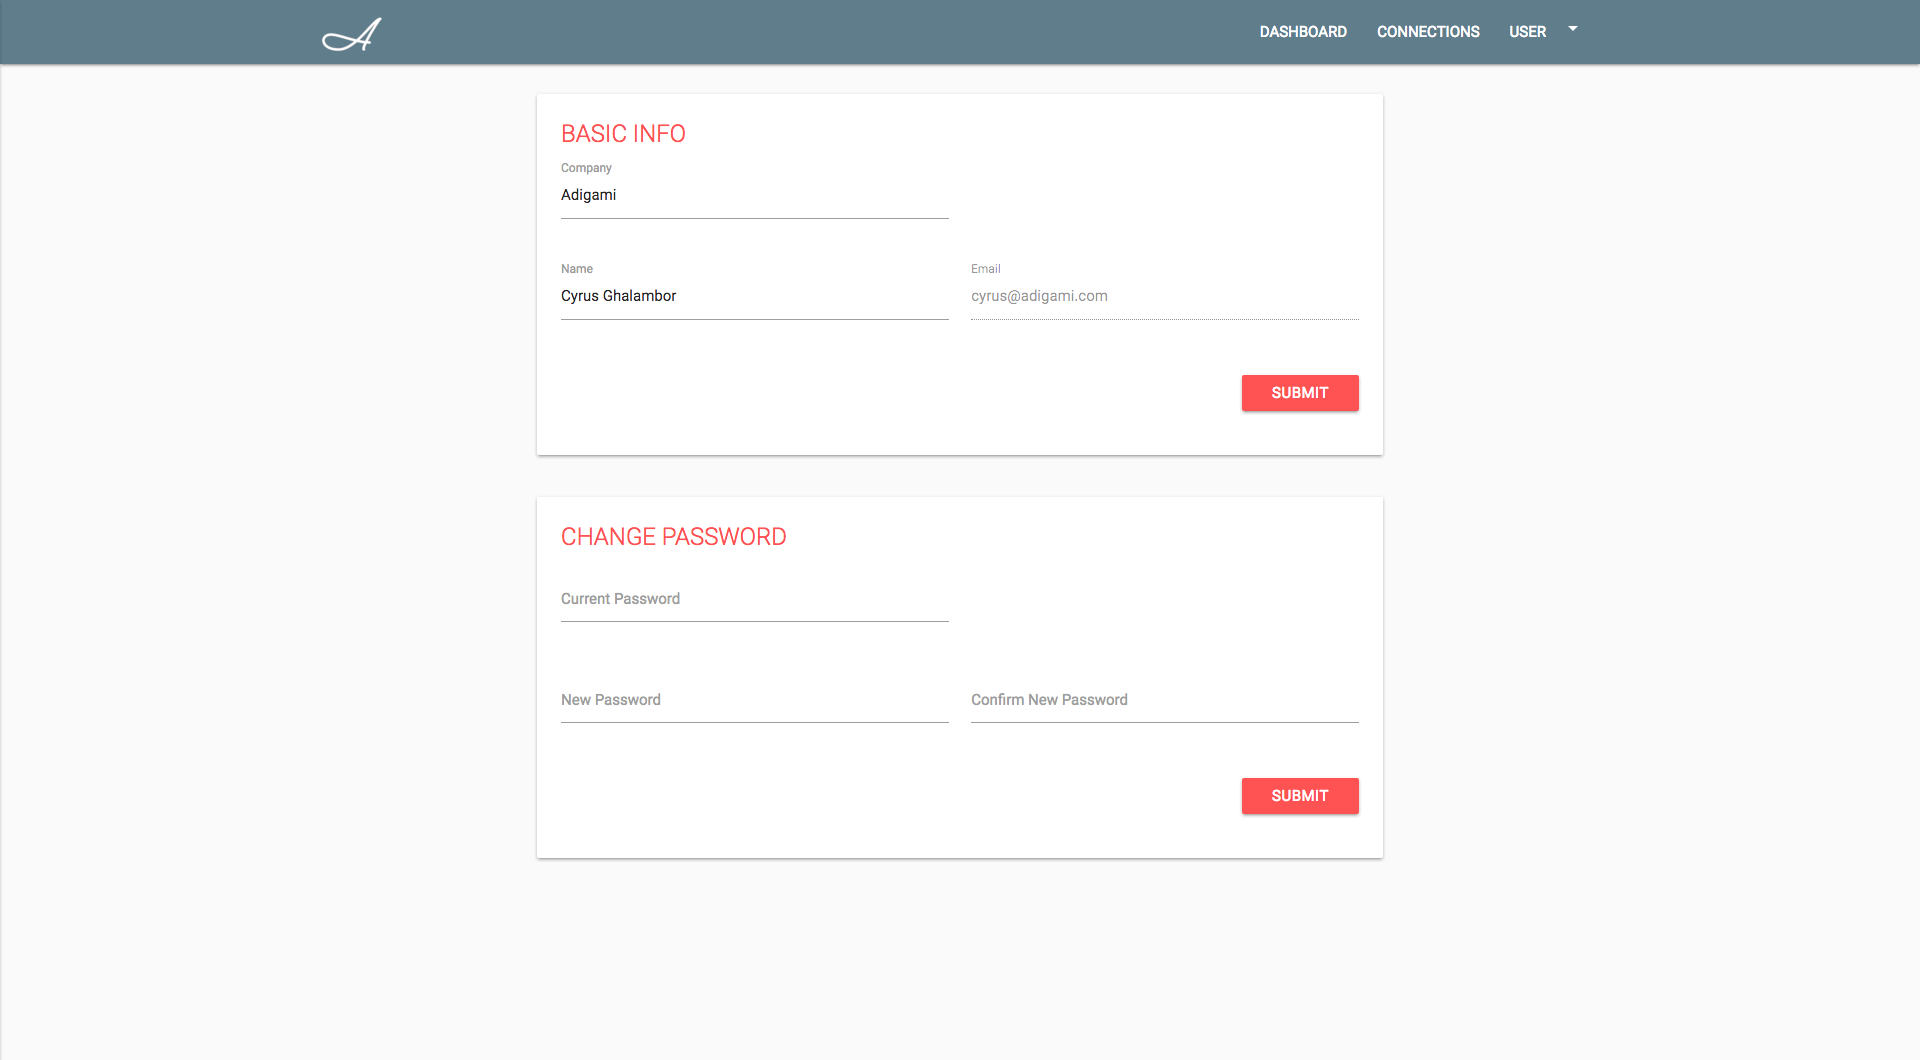 A
DASHBOARD CONNECTIONS USER
BASIC INFO
Company
Adigami
Name Email
Cyrus Ghalambor cyrus@adigami.com
SUBMIT
CHANGE PASSWORD
Current Password
New Password Confirm New Password
SUBMIT